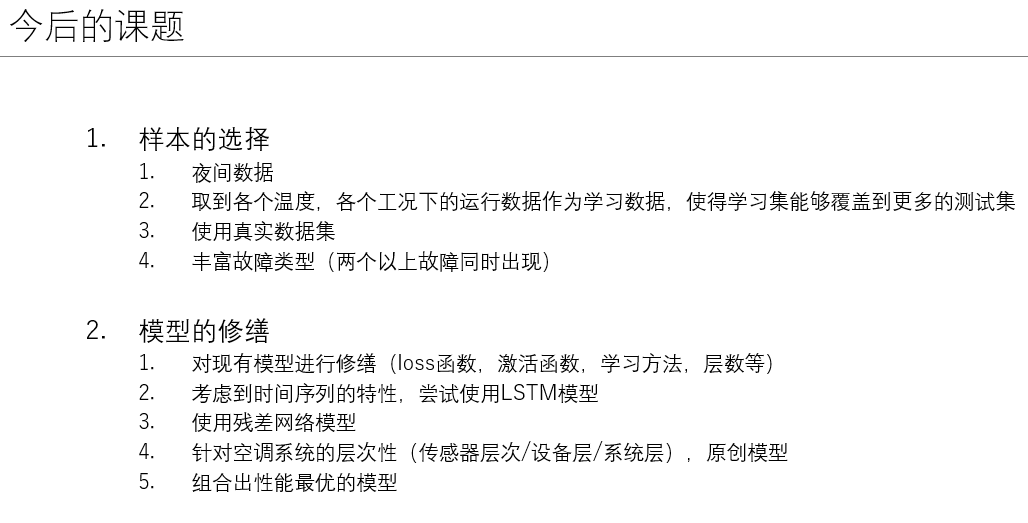 今后的课题
1. 样本的选择
1. 夜间数据
2. 取到各个温度，各个工况下的运行数据作为学习数据，使得学习集能够覆盖到更多的测试集
3. 使用真实数据集
4. 丰富故障类型（两个以上故障同时出现）
2. 模型的修缮
1. 对现有模型进行修缮（loss函数，激活函数，学习方法，层数等）
2. 考虑到时间序列的特性，尝试使用LSTM模型
3. 使用残差网络模型
4. 针对空调系统的层次性（传感器层次/设备层/系统层），原创模型
5. 组合出性能最优的模型